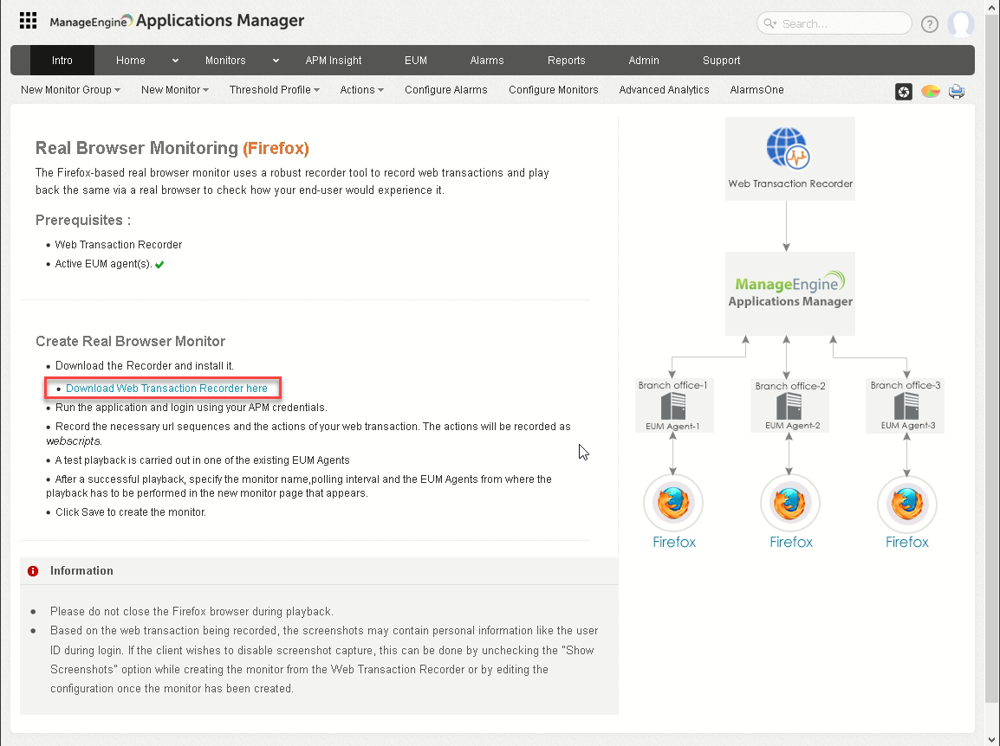 ManageEngine Applications Manager
Search...
?
Intro Home Monitors APM Insight EUM Alarms Reports Admin Support
New Monitor Group New Monitor Threshold Profile Actions Configure Alarms Configure Monitors Advanced Analytics AlarmsOne
Real Browser Monitoring (Firefox)
The Firefox-based real browser monitor uses a robust recorder tool to record web transactions and play
back the same via a real browser to check how your end-user would experience it.
Prerequisites :
• Web Transaction Recorder
• Active EUM agent(s).
Create Real Browser Monitor
• Download the Recorder and install it.
• Download Web Transaction Recorder here
• Run the application and login using your APM credentials.
• Record the necessary url sequences and the actions of your web transaction. The actions will be recorded as
webscripts.
• A test playback is carried out in one of the existing EUM Agents
• After a successful playback, specify the monitor name,polling interval and the EUM Agents from where the
playback has to be performed in the new monitor page that appears.
• Click Save to create the monitor.
Information
• Please do not close the Firefox browser during playback.
• Based on the web transaction being recorded, the screenshots may contain personal information like the user
ID during login. If the client wishes to disable screenshot capture, this can be done by unchecking the "Show
Screenshots" option while creating the monitor from the Web Transaction Recorder or by editing the
configuration once the monitor has been created.
Web Transaction Recorder
ManageEngine
Applications Manager
Branch office-1 Branch office-2 Branch office-3
EUM Agent-1 EUM Agent-2 EUM Agent-3
Firefox Firefox Firefox